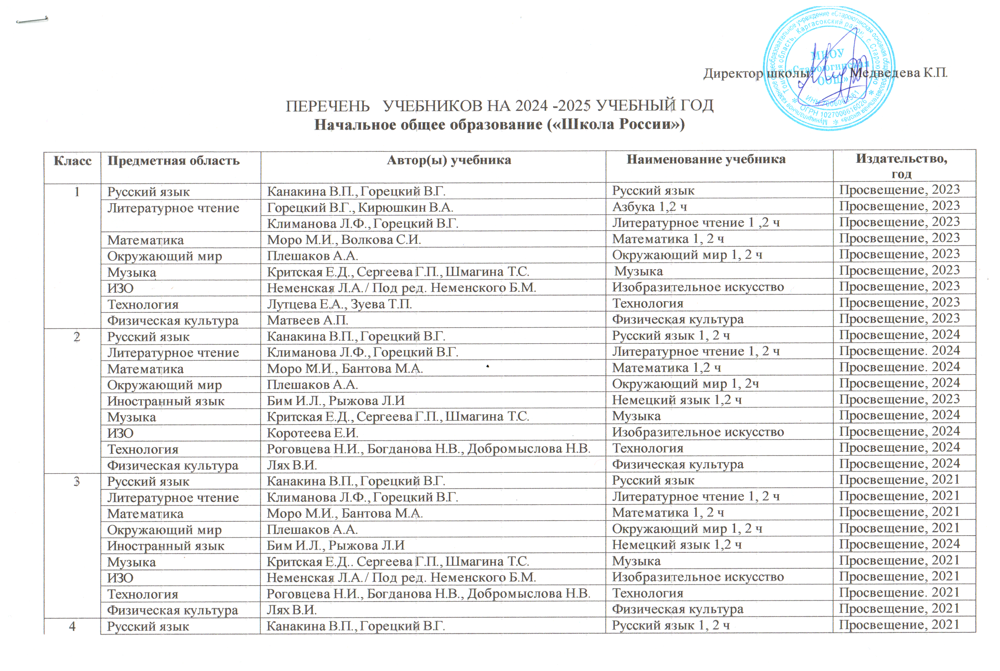 Муниципальное казенное общеобразовательное учреждение «Староюгинская основная общеобразовательная школа»
Томская область, Каргасокский район, с. Староюгино
МКОУ
«Староюгинская
ООШ»
ИНН
ОГРН 1027000616026
Директор школы: Медведева К.П.
ПЕРЕЧЕНЬ УЧЕБНИКОВ НА 2024 -2025 УЧЕБНЫЙ ГОД
Начальное общее образование («Школа России»)
Класс Предметная область Автор(ы) учебника Наименование учебника Издательство,
год
1 Русский язык Канакина В.П., Горецкий В.Г. Русский язык Просвещение, 2023
Литературное чтение Горецкий В.Г., Кирюшкин В.А. Азбука 1,2 ч Просвещение, 2023
Климанова Л.Ф., Горецкий В.Г. Литературное чтение 1 ,2 ч Просвещение, 2023
Математика Моро М.И., Волкова С.И. Математика 1, 2 ч Просвещение, 2023
Окружающий мир Плешаков А.А. Окружающий мир 1, 2 ч Просвещение, 2023
Музыка Критская Е.Д., Сергеева Г.П., Шмагина Т.С. Музыка Просвещение, 2023
ИЗО Неменская Л.А./ Под ред. Неменского Б.М. Изобразительное искусство Просвещение, 2023
Технология Лутцева Е.А., Зуева Т.П. Технология Просвещение, 2023
Физическая культура Матвеев А.П. Физическая культура Просвещение, 2023
2 Русский язык Канакина В.П., Горецкий В.Г. Русский язык 1, 2 ч Просвещение, 2024
Литературное чтение Климанова Л.Ф., Горецкий В.Г. Литературное чтение 1, 2 ч Просвещение. 2024
Математика Моро М.И., Бантова М.А. Математика 1,2 ч Просвещение. 2024
Окружающий мир Плешаков А.А. Окружающий мир 1, 2ч Просвещение, 2024
Иностранный язык Бим И.Л., Рыжова Л.И Немецкий язык 1,2 ч Просвещение, 2023
Музыка Критская Е.Д., Сергеева Г.П., Шмагина Т.С. Музыка Просвещение, 2024
ИЗО Коротеева Е.И. Изобразительное искусство Просвещение, 2024
Технология Роговцева Н.И., Богданова Н.В., Добромыслова Н.В. Технология Просвещение, 2024
Физическая культура Лях В.И. Физическая культура Просвещение, 2024
3 Русский язык Канакина В.П., Горецкий В.Г. Русский язык Просвещение, 2021
Литературное чтение Климанова Л.Ф., Горецкий В.Г. Литературное чтение 1, 2 ч Просвещение, 2021
Математика Моро М.И., Бантова М.А. Математика 1, 2 ч Просвещение, 2021
Окружающий мир Плешаков А.А. Окружающий мир 1, 2 ч Просвещение, 2021
Иностранный язык Бим И.Л., Рыжова Л.И Немецкий язык 1,2 ч Просвещение, 2024
Музыка Критская Е.Д.. Сергеева Г.П., Шмагина Т.С. Музыка Просвещение, 2021
ИЗО Неменская Л.А./ Под ред. Неменского Б.М. Изобразительное искусство Просвещение, 2021
Технология Роговцева Н.И., Богданова Н.В., Добромыслова Н.В. Технология Просвещение. 2021
Физическая культура Лях В.И. Физическая культура Просвещение, 2021
4 Русский язык Канакина В.П., Горецкий В.Г. Русский язык 1, 2 ч Просвещение, 2021